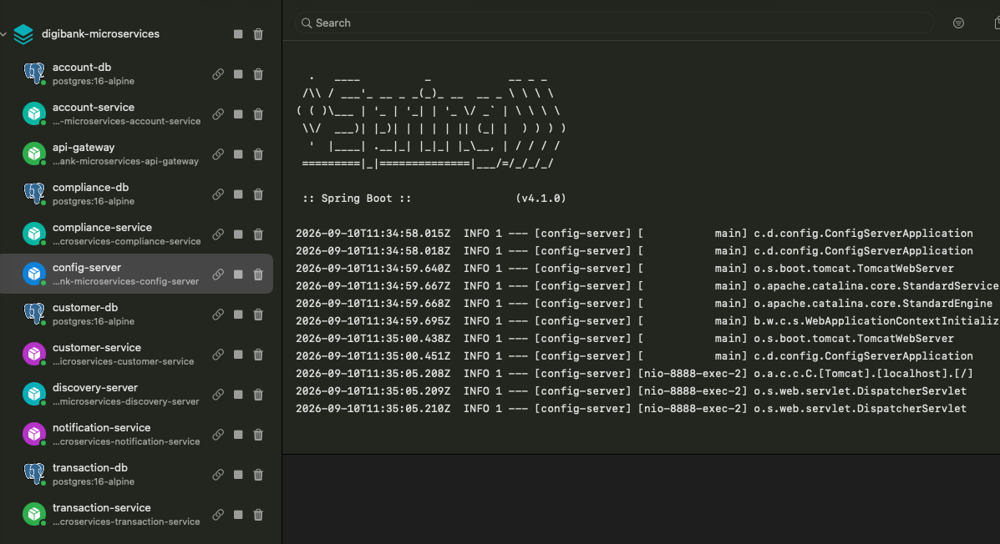 digibank-microservices
account-db
postgres:16-alpine
account-service
...-microservices-account-service
api-gateway
...ank-microservices-api-gateway
compliance-db
postgres:16-alpine
compliance-service
...croservices-compliance-service
config-server
...nk-microservices-config-server
customer-db
postgres:16-alpine
customer-service
...icroservices-customer-service
discovery-server
...microservices-discovery-server
notification-service
...croservices-notification-service
transaction-db
postgres:16-alpine
transaction-service
...croservices-transaction-service
Search
  .   ____          _            __ _ _
 /\\ / ___'_ __ _ _(_)_ __  __ _ \ \ \ \
( ( )\___ | '_ | '_| | '_ \/ _` | \ \ \ \
 \\/  ___)| |_)| | | | | || (_| |  ) ) ) )
  '  |____| .__|_| |_|_| |_\__, | / / / /
 =========|_|==============|___/=/_/_/_/
 :: Spring Boot ::                (v4.1.0)
2026-09-10T11:34:58.015Z  INFO 1 --- [config-server] [           main] c.d.config.ConfigServerApplication
2026-09-10T11:34:58.018Z  INFO 1 --- [config-server] [           main] c.d.config.ConfigServerApplication
2026-09-10T11:34:59.640Z  INFO 1 --- [config-server] [           main] o.s.boot.tomcat.TomcatWebServer
2026-09-10T11:34:59.667Z  INFO 1 --- [config-server] [           main] o.apache.catalina.core.StandardService
2026-09-10T11:34:59.668Z  INFO 1 --- [config-server] [           main] o.apache.catalina.core.StandardEngine
2026-09-10T11:34:59.695Z  INFO 1 --- [config-server] [           main] b.w.c.s.WebApplicationContextInitializ
2026-09-10T11:35:00.438Z  INFO 1 --- [config-server] [           main] o.s.boot.tomcat.TomcatWebServer
2026-09-10T11:35:00.451Z  INFO 1 --- [config-server] [           main] c.d.config.ConfigServerApplication
2026-09-10T11:35:05.208Z  INFO 1 --- [config-server] [nio-8888-exec-2] o.a.c.c.C.[Tomcat].[localhost].[/]
2026-09-10T11:35:05.209Z  INFO 1 --- [config-server] [nio-8888-exec-2] o.s.web.servlet.DispatcherServlet
2026-09-10T11:35:05.210Z  INFO 1 --- [config-server] [nio-8888-exec-2] o.s.web.servlet.DispatcherServlet